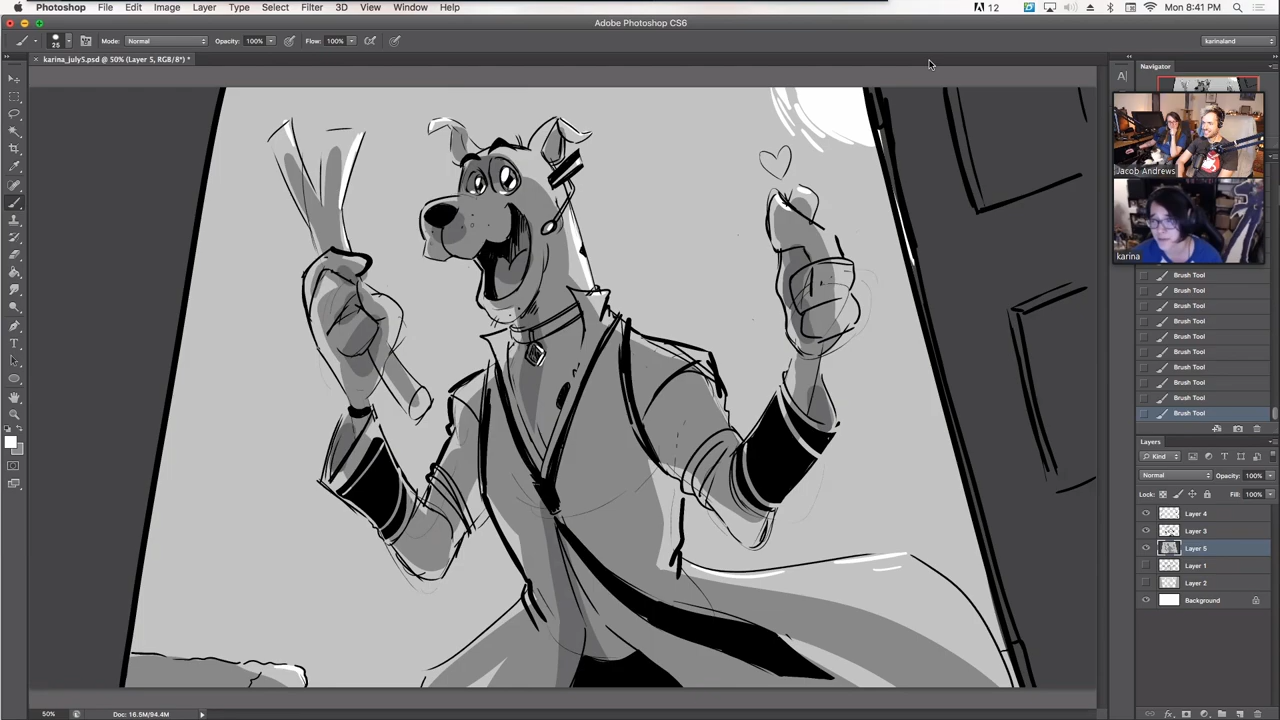 Photoshop File Edit Image Layer Type Select Filter 3D View Window Help 12 Mon 8:41 PM
Adobe Photoshop CS6
25 Mode: Normal Opacity: 100% Flow: 100% karinaland
× karina_july5.psd @ 50% (Layer 5, RGB/8*) *
A Navigator
Jacob Andrews
karina
Brush Tool
Brush Tool
Brush Tool
Brush Tool
Brush Tool
Brush Tool
Brush Tool
Brush Tool
Brush Tool
Brush Tool
Layers
Kind
Normal Opacity: 100%
Lock: Fill: 100%
Layer 4
Layer 3
Layer 5
Layer 1
Layer 2
Background
50% Doc: 16.5M/94.4M